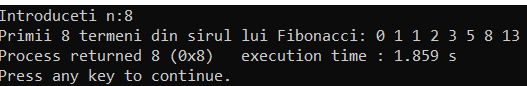 Introduceti n:8
Primii 8 termeni din sirul lui Fibonacci: 0 1 1 2 3 5 8 13
Process returned 8 (0x8)   execution time : 1.859 s
Press any key to continue.